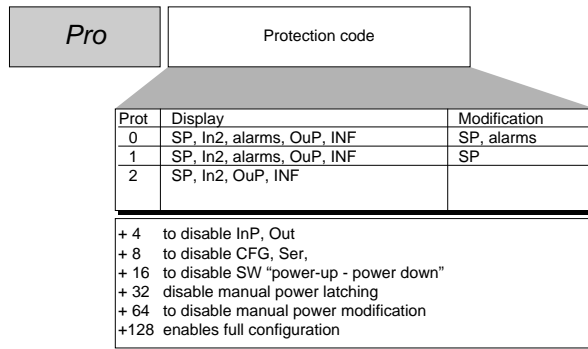 Pro
Protection code
Prot Display Modification
0 SP, In2, alarms, OuP, INF SP, alarms
1 SP, In2, alarms, OuP, INF SP
2 SP, In2, OuP, INF
+ 4 to disable InP, Out
+ 8 to disable CFG, Ser,
+ 16 to disable SW “power-up - power down”
+ 32 disable manual power latching
+ 64 to disable manual power modification
+128 enables full configuration